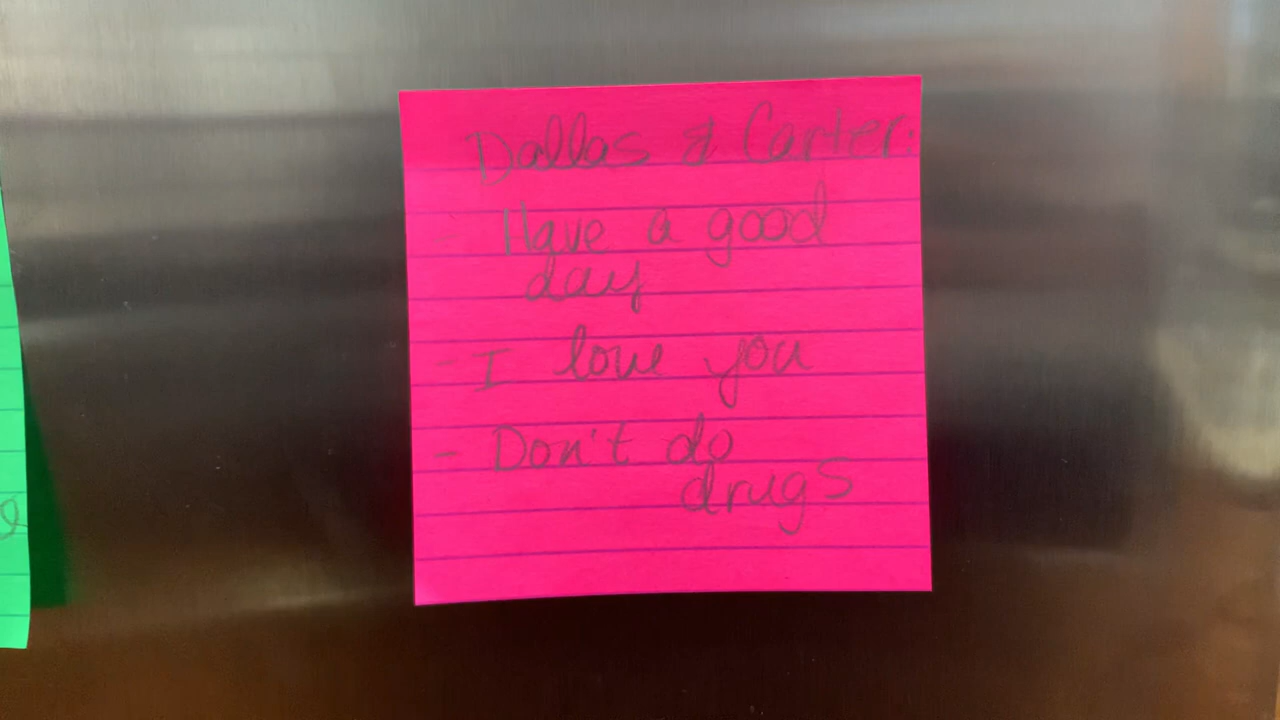 Dallas & Carter:
- Have a good
day
- I love you
- Don't do
drugs